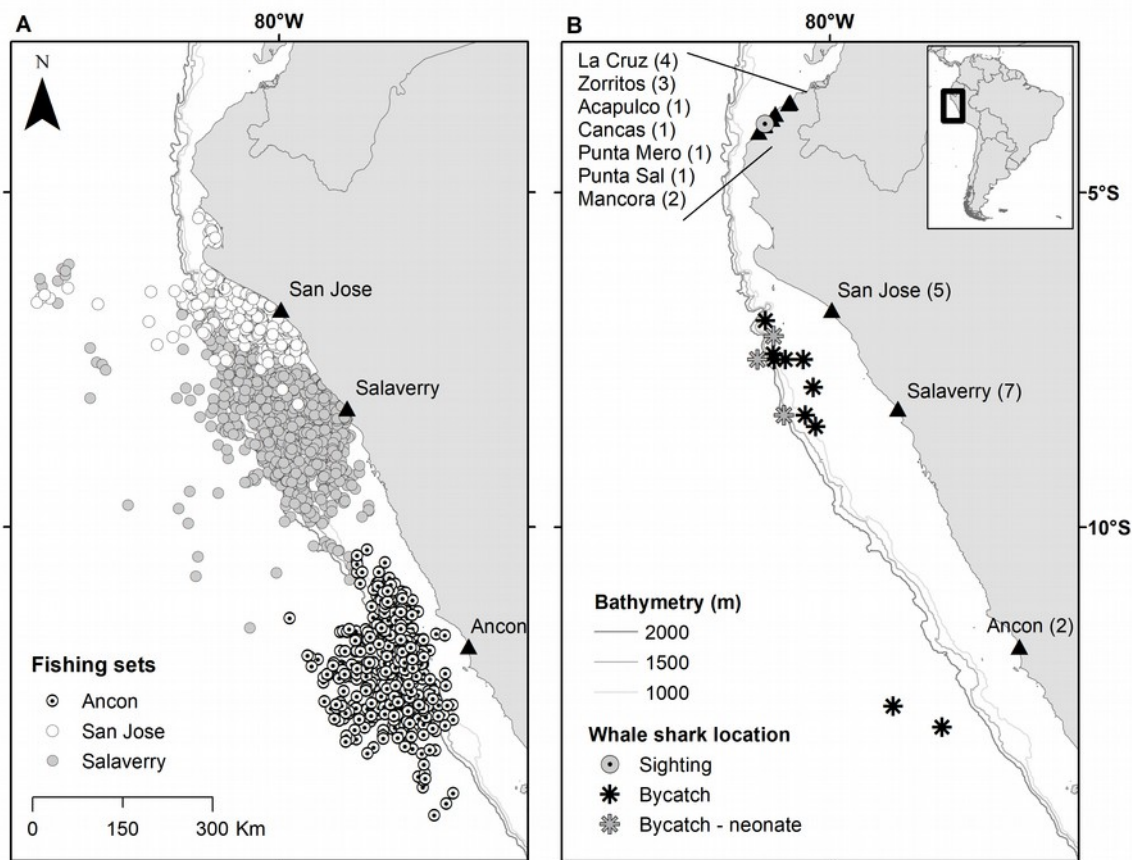 A
80°W
N
San Jose
Salaverry
Ancon
Fishing sets
Ancon
San Jose
Salaverry
0 150 300 Km
B
80°W
La Cruz (4)
Zorritos (3)
Acapulco (1)
Cancas (1)
Punta Mero (1)
Punta Sal (1)
Mancora (2)
5°S
San Jose (5)
Salaverry (7)
10°S
Ancon (2)
Bathymetry (m)
2000
1500
1000
Whale shark location
Sighting
Bycatch
Bycatch - neonate